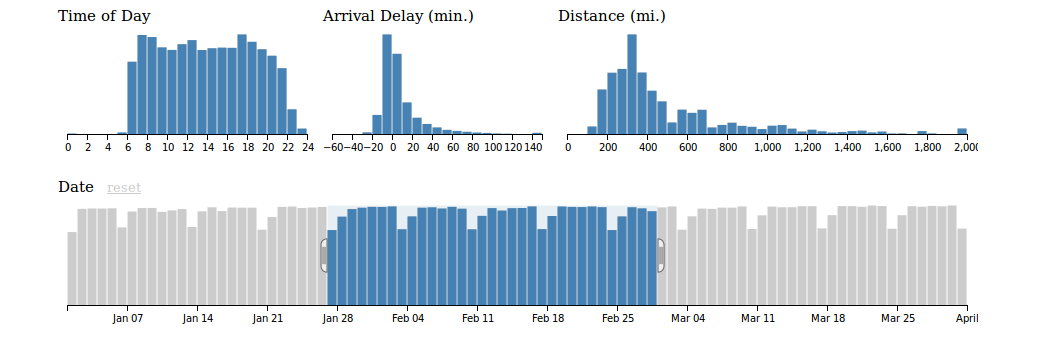 Time of Day Arrival Delay (min.) Distance (mi.)
0 2 4 6 8 10 12 14 16 18 20 22 24 −60 −40 −20 0 20 40 60 80 100 120 140 0 200 400 600 800 1,000 1,200 1,400 1,600 1,800 2,000
Date reset
Jan 07 Jan 14 Jan 21 Jan 28 Feb 04 Feb 11 Feb 18 Feb 25 Mar 04 Mar 11 Mar 18 Mar 25 April